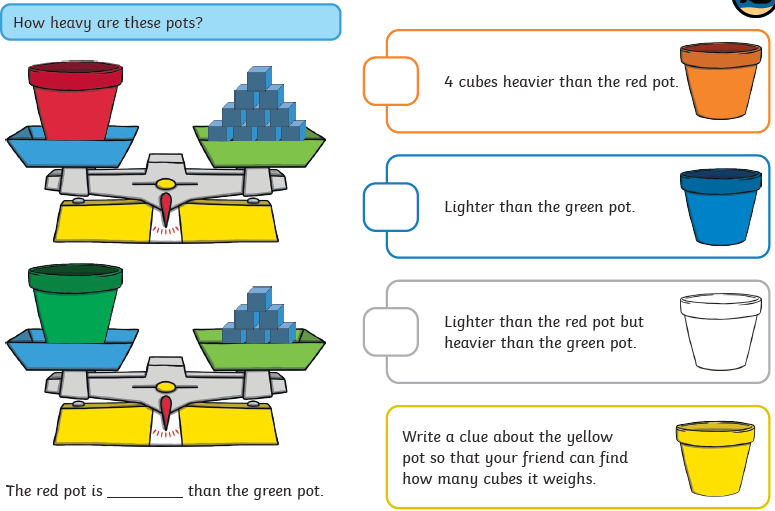 How heavy are these pots?
The red pot is _________ than the green pot.
4 cubes heavier than the red pot.
Lighter than the green pot.
Lighter than the red pot but
heavier than the green pot.
Write a clue about the yellow
pot so that your friend can find
how many cubes it weighs.